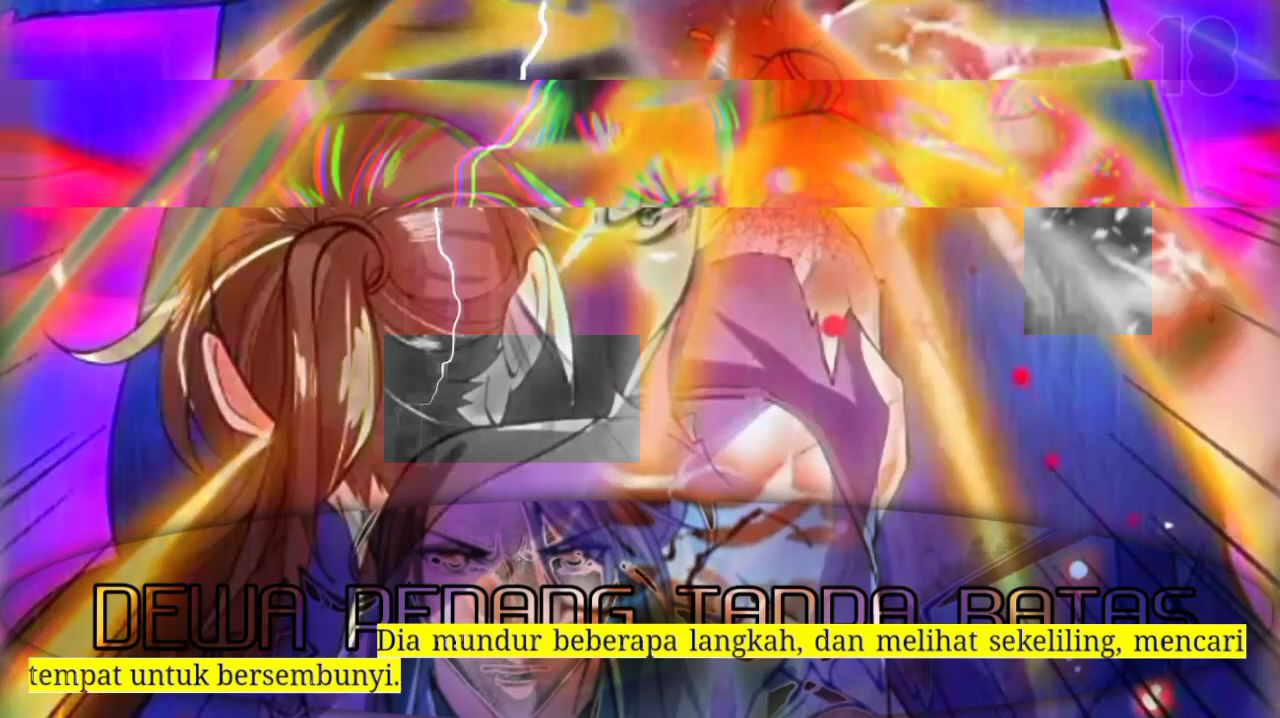 18
DEWA PEDANG TANPA BATAS
Dia mundur beberapa langkah, dan melihat sekeliling, mencari
tempat untuk bersembunyi.